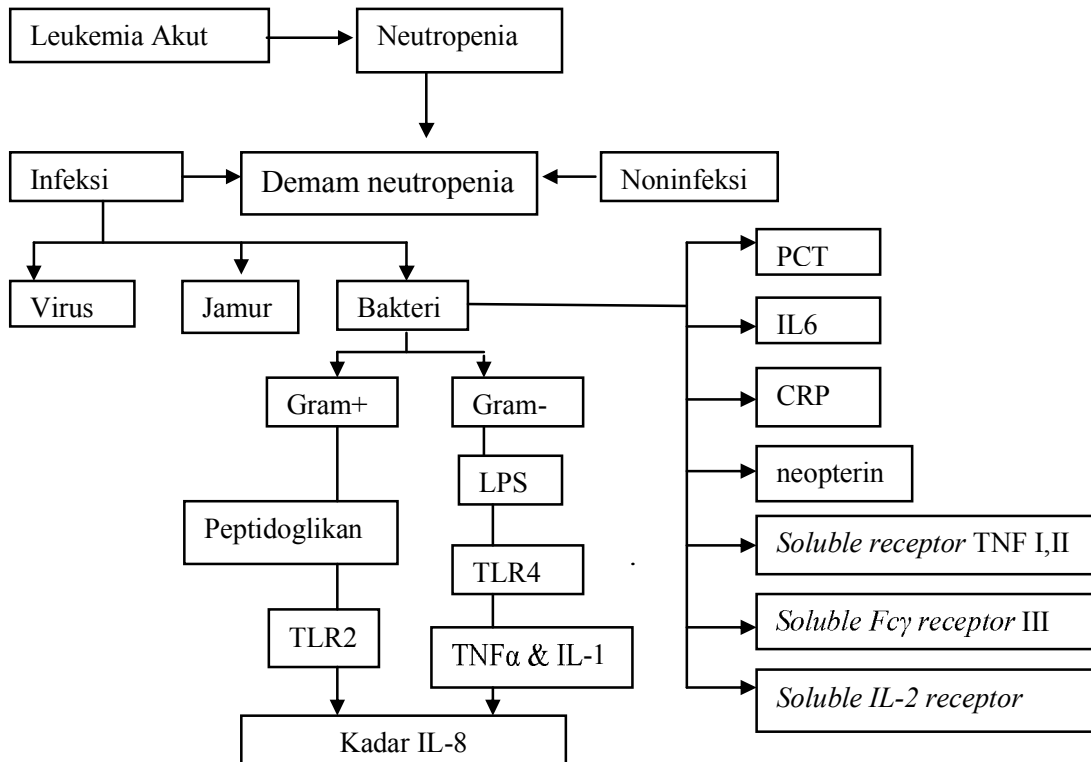 Leukemia Akut
Neutropenia
Infeksi
Demam neutropenia
Noninfeksi
Virus
Jamur
Bakteri
PCT
IL6
CRP
neopterin
Soluble receptor TNF I,II
Soluble Fcγ receptor III
Soluble IL-2 receptor
Gram+
Gram-
LPS
Peptidoglikan
TLR4
.
TLR2
TNFα & IL-1
Kadar IL-8